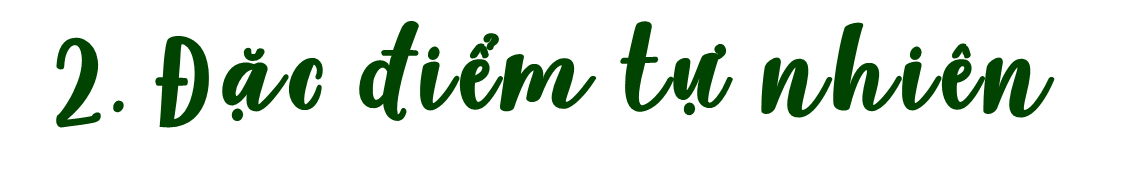 2. Đặc điểm tự nhiên